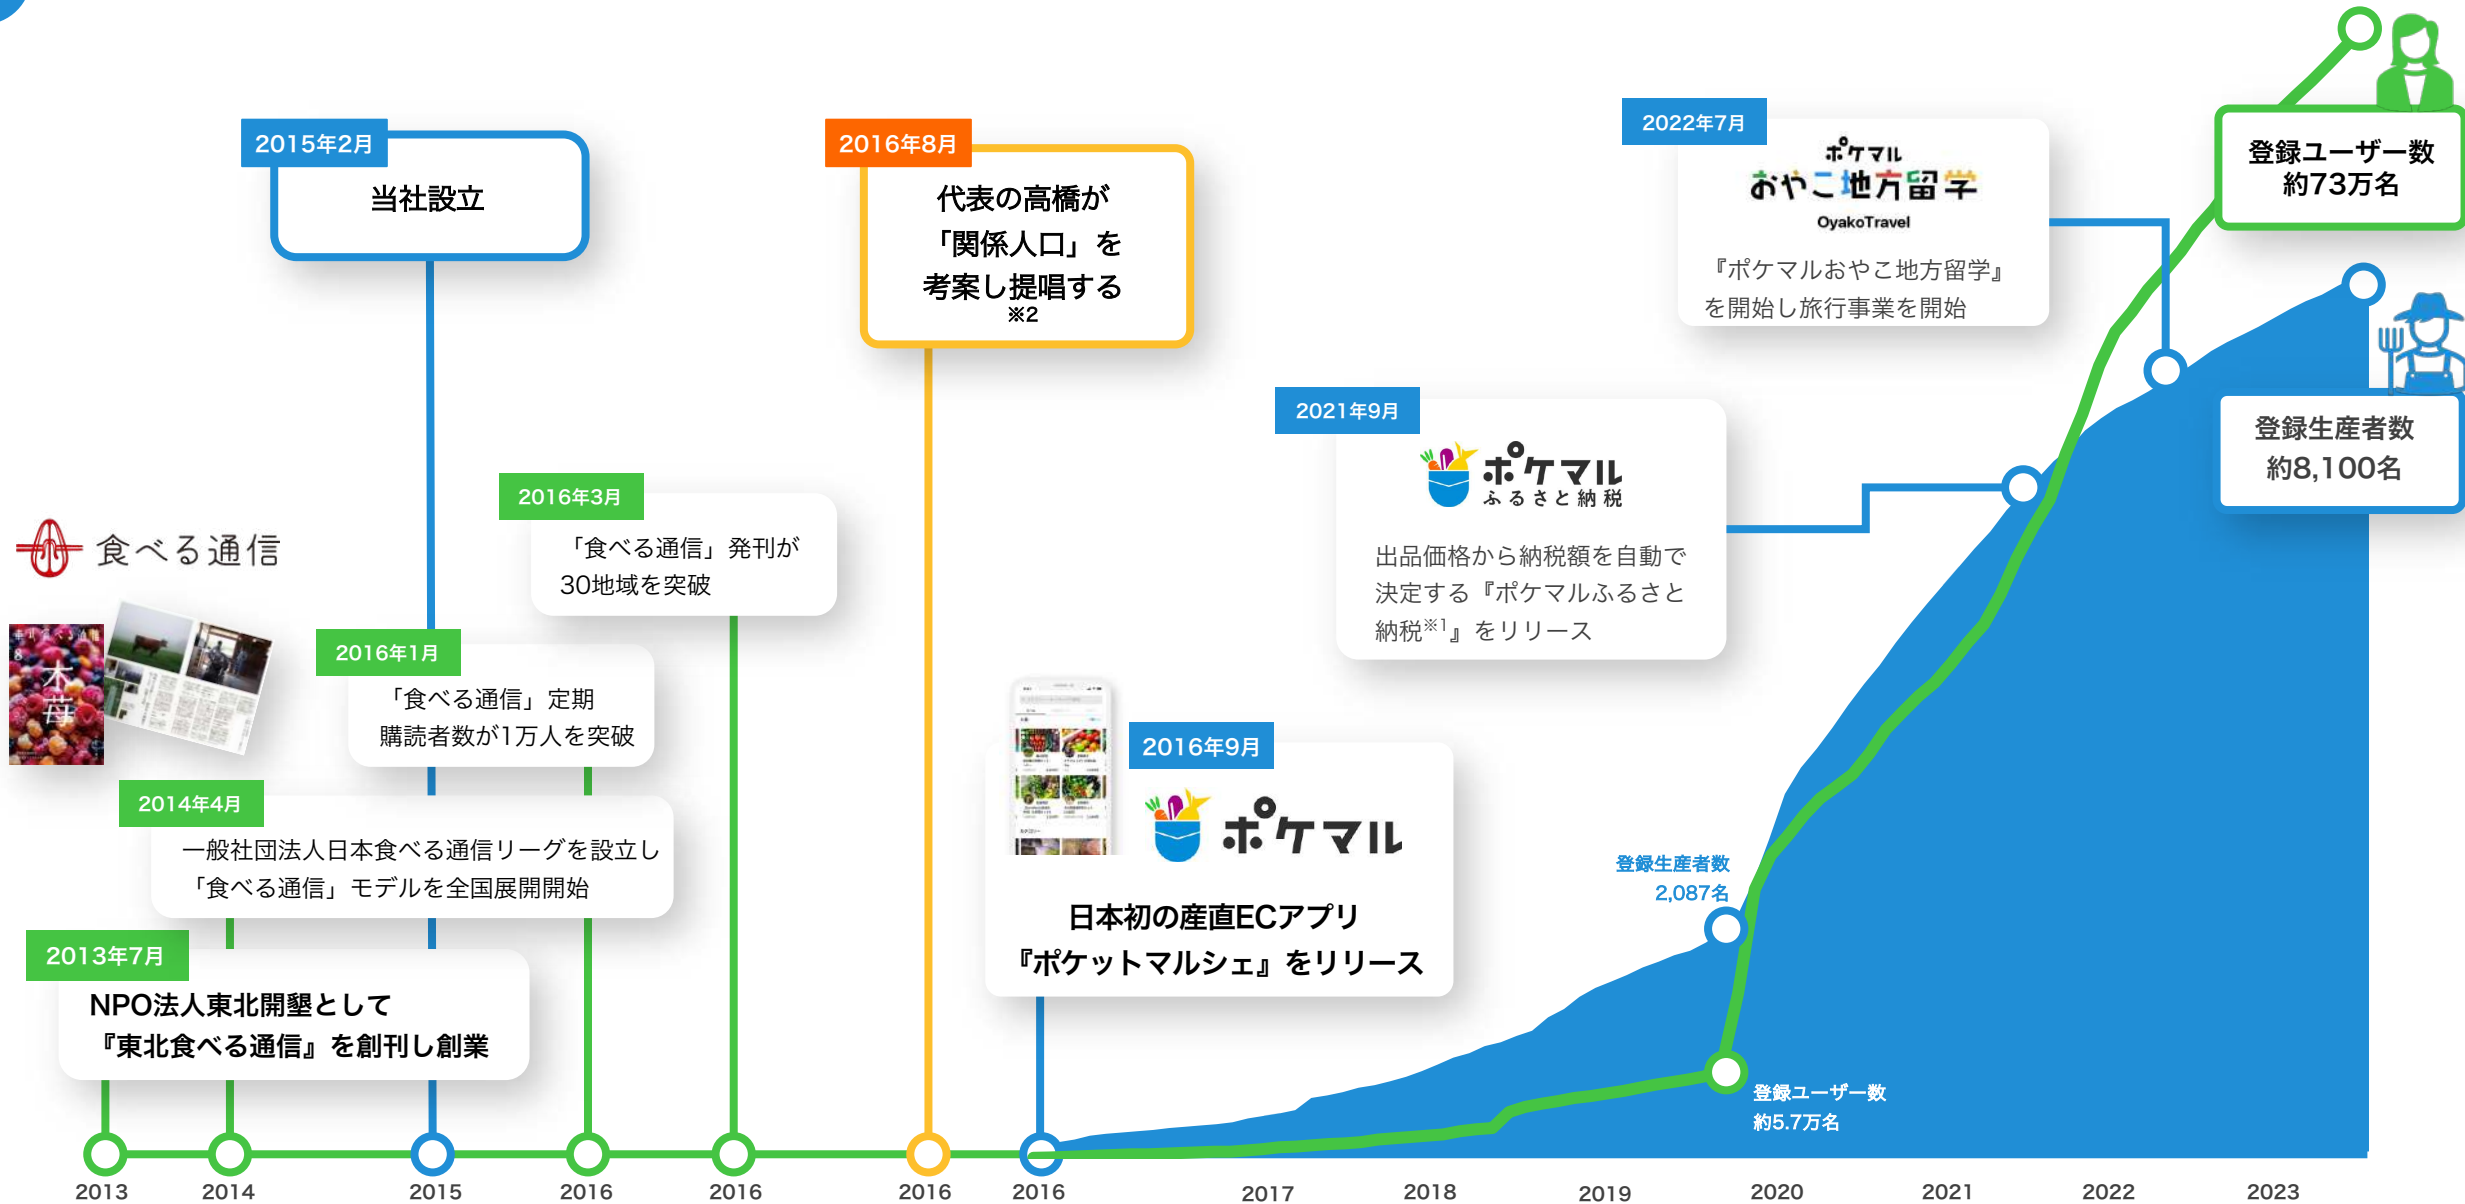 2015年2月
当社設立
2016年8月
代表の高橋が
「関係人口」を
考案し提唱する
※2
2022年7月
ポケマル
おやこ地方留学
OyakoTravel
『ポケマルおやこ地方留学』
を開始し旅行事業を開始
登録ユーザー数
約73万名
登録生産者数
約8,100名
2021年9月
ポケマル
ふるさと納税
出品価格から納税額を自動で
決定する『ポケマルふるさと
納税※1』をリリース
食べる通信
木苺
2016年3月
「食べる通信」発刊が
30地域を突破
2016年1月
「食べる通信」定期
購読者数が1万人を突破
2014年4月
一般社団法人日本食べる通信リーグを設立し
「食べる通信」モデルを全国展開開始
2013年7月
NPO法人東北開墾として
『東北食べる通信』を創刊し創業
2016年9月
ポケマル
日本初の産直ECアプリ
『ポケットマルシェ』をリリース
登録生産者数
2,087名
登録ユーザー数
約5.7万名
2013
2014
2015
2016
2016
2016
2016
2017
2018
2019
2020
2021
2022
2023